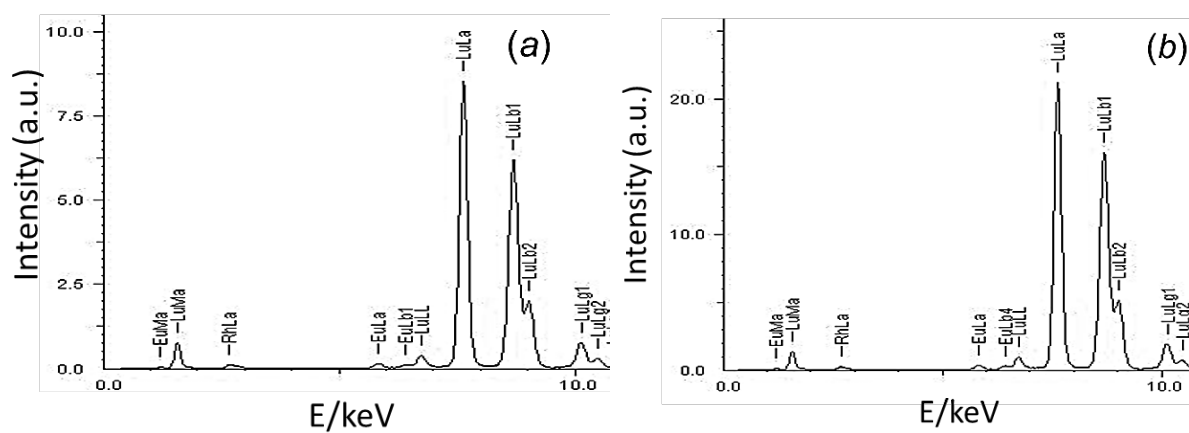 (a)
Intensity (a.u.)
10.0
7.5
5.0
2.5
0.0
EuMa
LuMa
RhLa
EuLa
EuLb1
LuLL
LuLa
LuLb1
LuLb2
LuLg1
LuLg2
0.0
10.0
E/keV
(b)
Intensity (a.u.)
20.0
10.0
0.0
EuMa
LuMa
RhLa
EuLa
EuLb4
LuLL
LuLa
LuLb1
LuLb2
LuLg1
LuLg2
0.0
10.0
E/keV